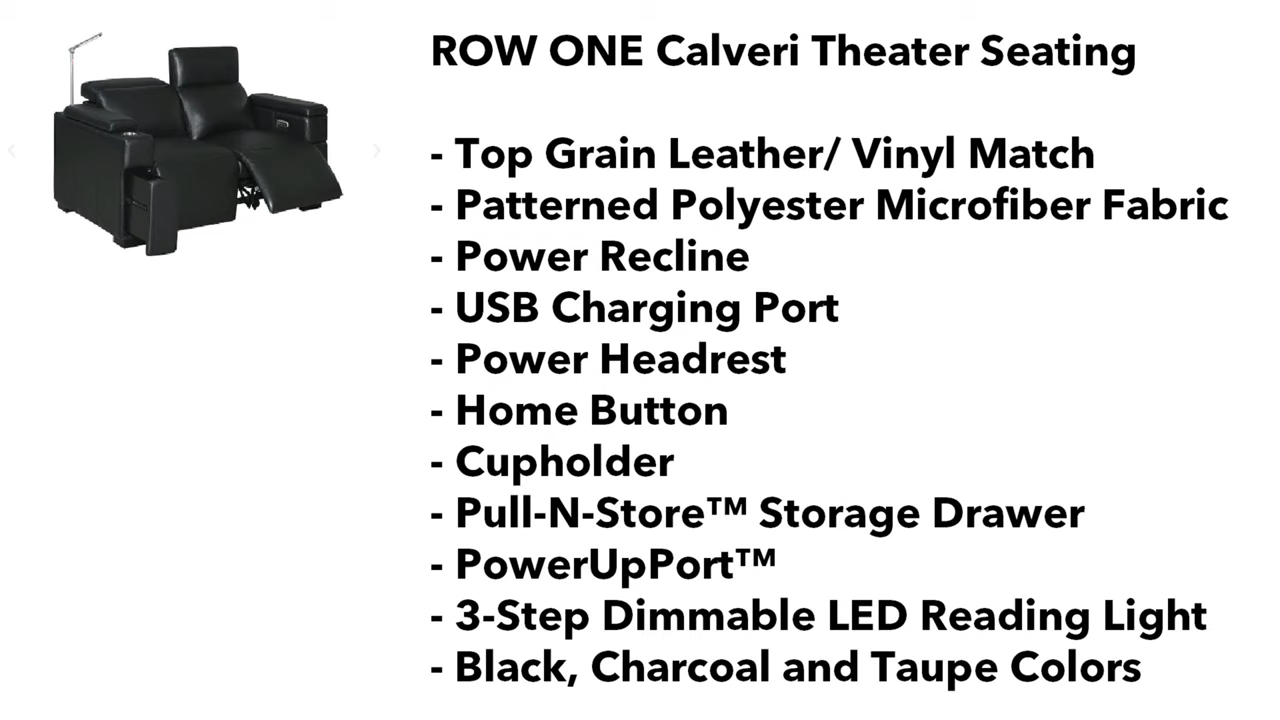 ROW ONE Calveri Theater Seating
- Top Grain Leather/ Vinyl Match
- Patterned Polyester Microfiber Fabric
- Power Recline
- USB Charging Port
- Power Headrest
- Home Button
- Cupholder
- Pull-N-Store™ Storage Drawer
- PowerUpPort™
- 3-Step Dimmable LED Reading Light
- Black, Charcoal and Taupe Colors